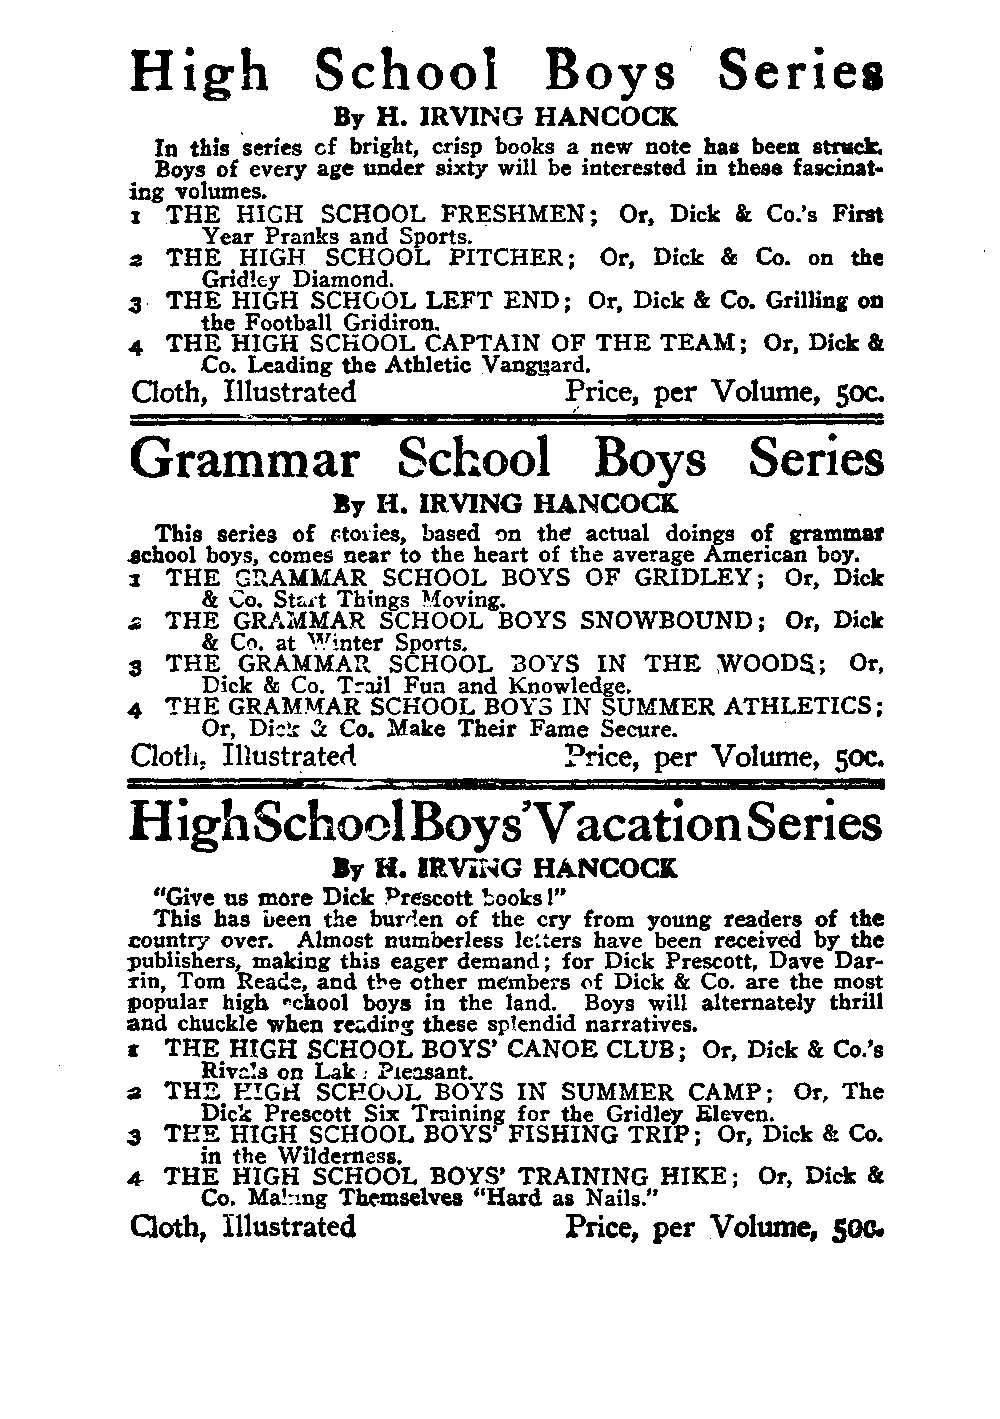 High School Boys Series
By H. IRVING HANCOCK
In this series of bright, crisp books a new note has been struck.
Boys of every age under sixty will be interested in these fascinat-
ing volumes.
1 THE HIGH SCHOOL FRESHMEN; Or, Dick & Co.'s First
Year Pranks and Sports.
2 THE HIGH SCHOOL PITCHER; Or, Dick & Co. on the
Gridley Diamond.
3 THE HIGH SCHOOL LEFT END; Or, Dick & Co. Grilling on
the Football Gridiron.
4 THE HIGH SCHOOL CAPTAIN OF THE TEAM; Or, Dick &
Co. Leading the Athletic Vanguard.
Cloth, Illustrated Price, per Volume, 50c.
Grammar School Boys Series
By H. IRVING HANCOCK
This series of stories, based on the actual doings of grammar
school boys, comes near to the heart of the average American boy.
1 THE GRAMMAR SCHOOL BOYS OF GRIDLEY; Or, Dick
& Co. Start Things Moving.
2 THE GRAMMAR SCHOOL BOYS SNOWBOUND; Or, Dick
& Co. at Winter Sports.
3 THE GRAMMAR SCHOOL BOYS IN THE WOODS; Or,
Dick & Co. Trail Fun and Knowledge.
4 THE GRAMMAR SCHOOL BOYS IN SUMMER ATHLETICS;
Or, Dick & Co. Make Their Fame Secure.
Cloth, Illustrated Price, per Volume, 50c.
High School Boys' Vacation Series
By H. IRVING HANCOCK
"Give us more Dick Prescott books!"
This has been the burden of the cry from young readers of the
country over. Almost numberless letters have been received by the
publishers, making this eager demand; for Dick Prescott, Dave Dar-
rin, Tom Reade, and the other members of Dick & Co. are the most
popular high school boys in the land. Boys will alternately thrill
and chuckle when reading these splendid narratives.
1 THE HIGH SCHOOL BOYS' CANOE CLUB; Or, Dick & Co.'s
Rivals on Lake Pleasant.
2 THE HIGH SCHOOL BOYS IN SUMMER CAMP; Or, The
Dick Prescott Six Training for the Gridley Eleven.
3 THE HIGH SCHOOL BOYS' FISHING TRIP; Or, Dick & Co.
in the Wilderness.
4 THE HIGH SCHOOL BOYS' TRAINING HIKE; Or, Dick &
Co. Making Themselves "Hard as Nails."
Cloth, Illustrated Price, per Volume, 50c.